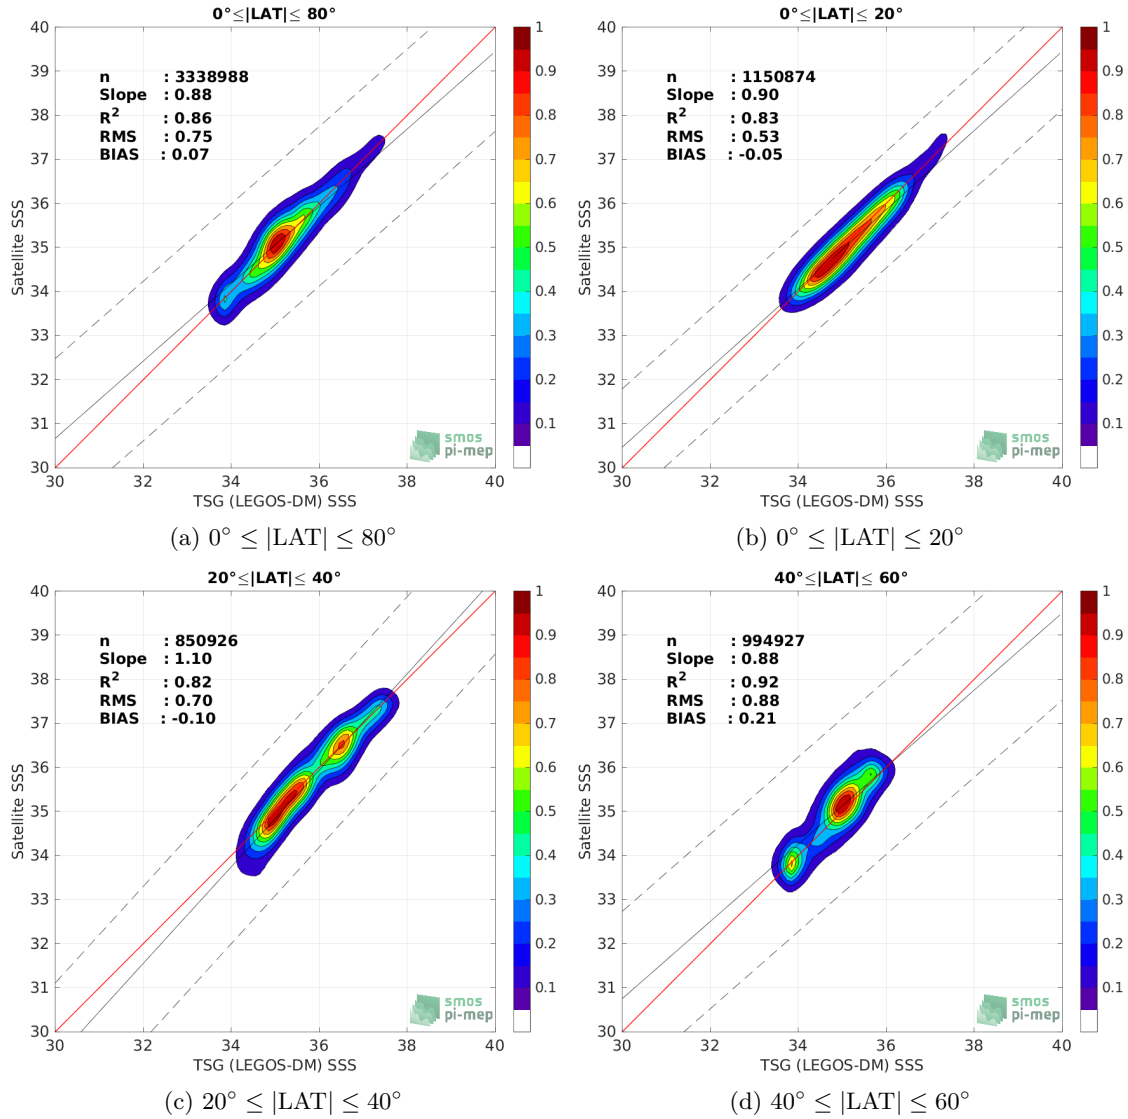 0°≤|LAT|≤ 80°
40
39
38
37
36
35
34
33
32
31
30
Satellite SSS
n : 3338988
Slope : 0.88
R² : 0.86
RMS : 0.75
BIAS : 0.07
smos
pi-mep
30 32 34 36 38 40
TSG (LEGOS-DM) SSS
1
0.9
0.8
0.7
0.6
0.5
0.4
0.3
0.2
0.1
(a) 0° ≤ |LAT| ≤ 80°
0°≤|LAT|≤ 20°
40
39
38
37
36
35
34
33
32
31
30
Satellite SSS
n : 1150874
Slope : 0.90
R² : 0.83
RMS : 0.53
BIAS : -0.05
smos
pi-mep
30 32 34 36 38 40
TSG (LEGOS-DM) SSS
1
0.9
0.8
0.7
0.6
0.5
0.4
0.3
0.2
0.1
(b) 0° ≤ |LAT| ≤ 20°
20°≤|LAT|≤ 40°
40
39
38
37
36
35
34
33
32
31
30
Satellite SSS
n : 850926
Slope : 1.10
R² : 0.82
RMS : 0.70
BIAS : -0.10
smos
pi-mep
30 32 34 36 38 40
TSG (LEGOS-DM) SSS
1
0.9
0.8
0.7
0.6
0.5
0.4
0.3
0.2
0.1
(c) 20° ≤ |LAT| ≤ 40°
40°≤|LAT|≤ 60°
40
39
38
37
36
35
34
33
32
31
30
Satellite SSS
n : 994927
Slope : 0.88
R² : 0.92
RMS : 0.88
BIAS : 0.21
smos
pi-mep
30 32 34 36 38 40
TSG (LEGOS-DM) SSS
1
0.9
0.8
0.7
0.6
0.5
0.4
0.3
0.2
0.1
(d) 40° ≤ |LAT| ≤ 60°